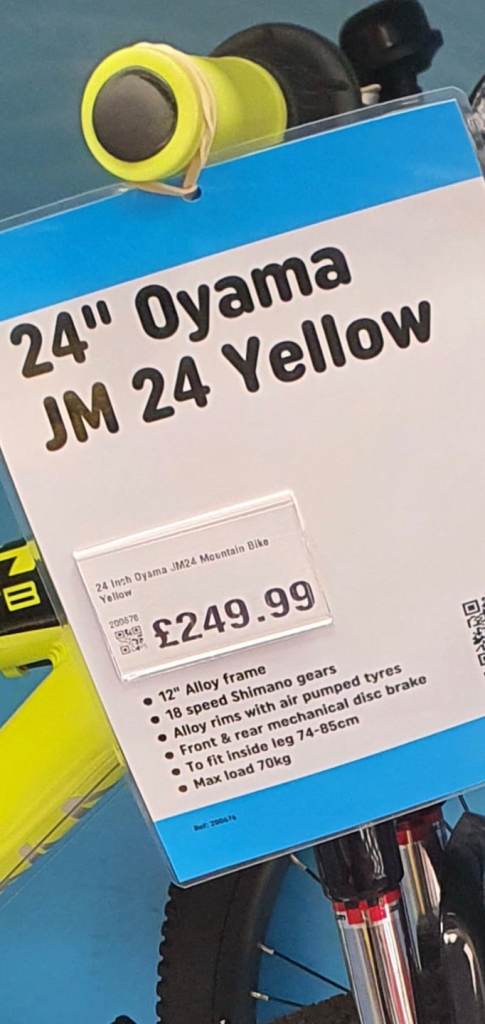 24" Oyama
JM 24 Yellow
24 Inch Oyama JM24 Mountain Bike
Yellow
200676
£249.99
• 12" Alloy frame
• 18 speed Shimano gears
• Alloy rims with air pumped tyres
• Front & rear mechanical disc brake
• To fit inside leg 74-85cm
• Max load 70kg
Ref: 200676